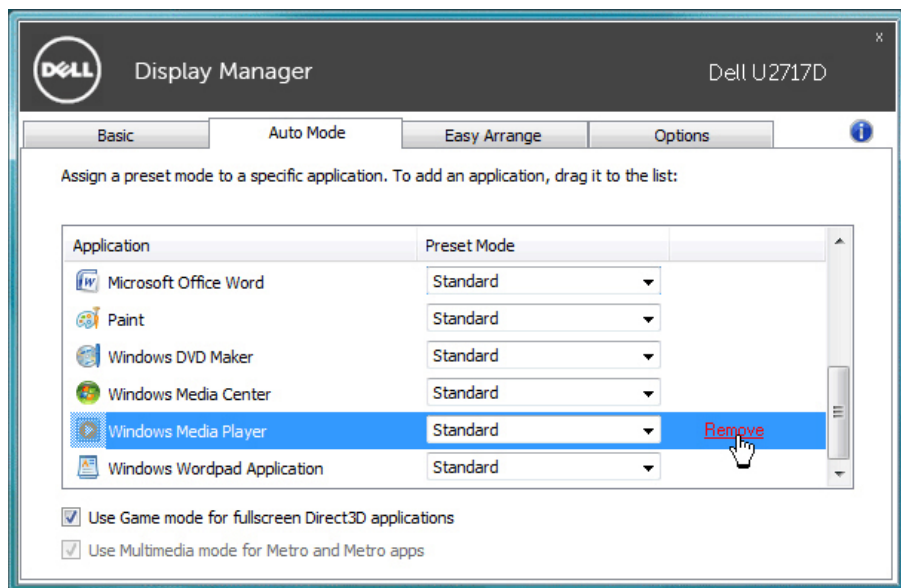 x
DELL Display Manager Dell U2717D
Basic Auto Mode Easy Arrange Options i
Assign a preset mode to a specific application. To add an application, drag it to the list:
Application Preset Mode
Microsoft Office Word Standard
Paint Standard
Windows DVD Maker Standard
Windows Media Center Standard
Windows Media Player Standard Remove
Windows Wordpad Application Standard
Use Game mode for fullscreen Direct3D applications
Use Multimedia mode for Metro and Metro apps